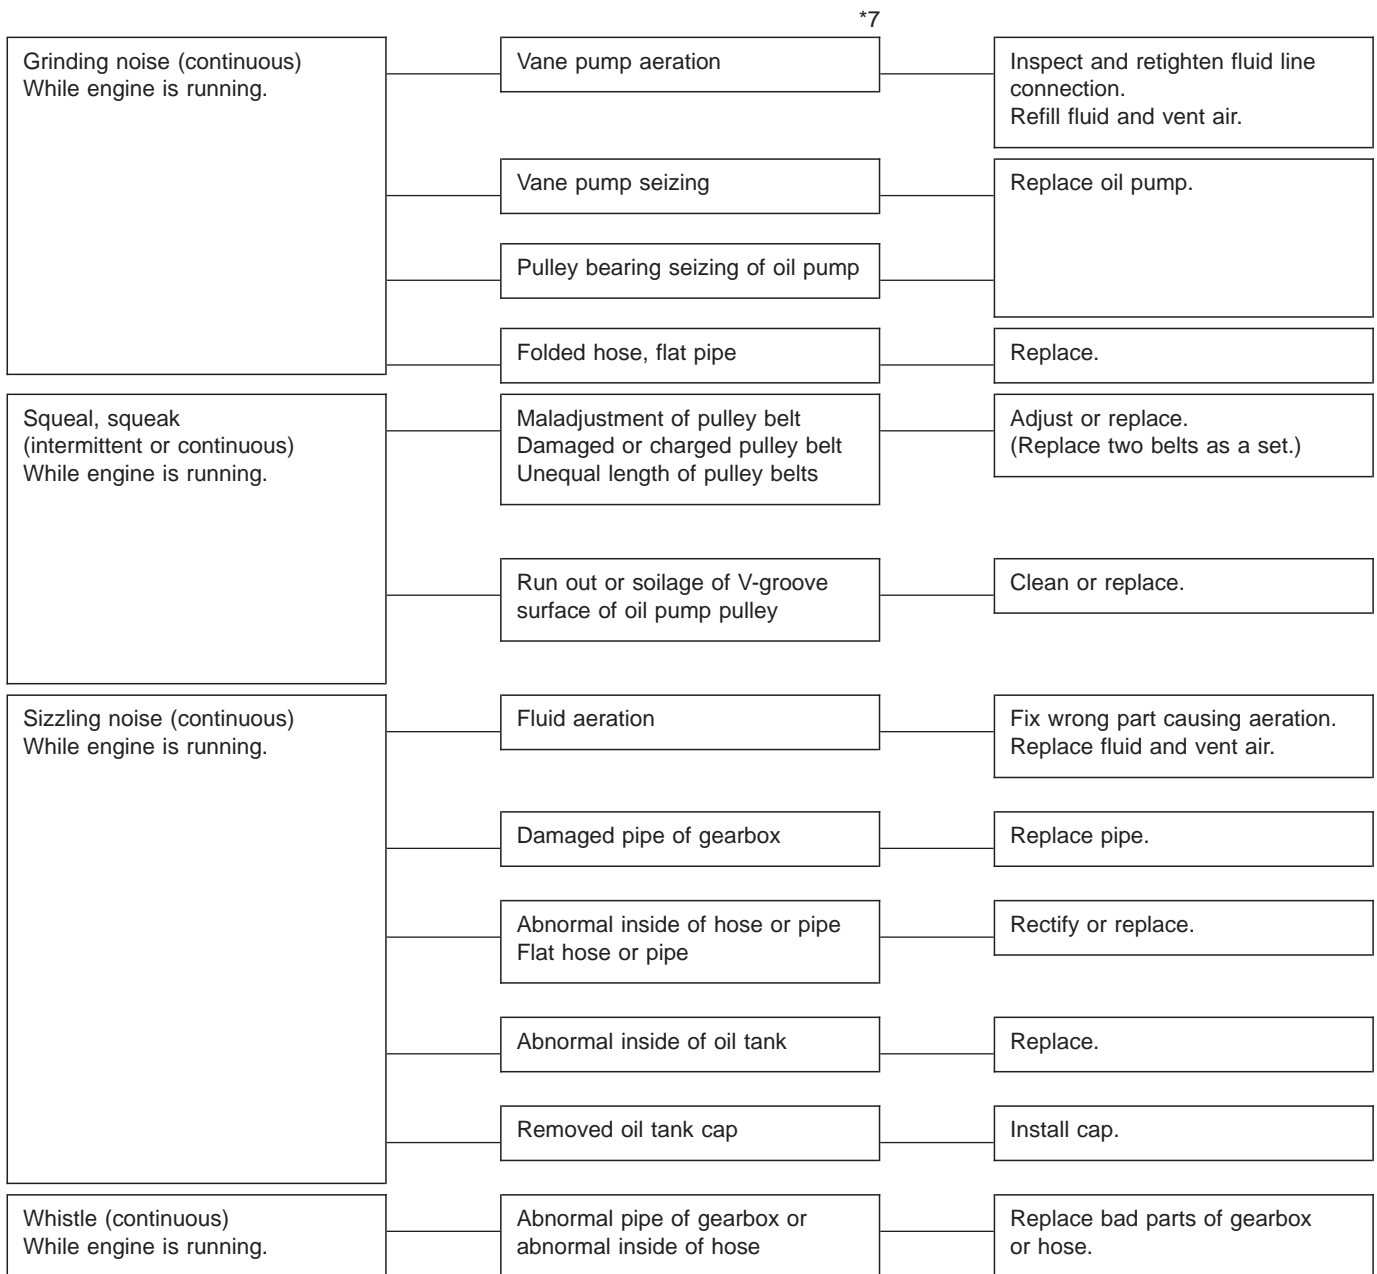 *7
Grinding noise (continuous)
While engine is running.
Vane pump aeration
Inspect and retighten fluid line
connection.
Refill fluid and vent air.
Vane pump seizing
Replace oil pump.
Pulley bearing seizing of oil pump
Folded hose, flat pipe
Replace.
Squeal, squeak
(intermittent or continuous)
While engine is running.
Maladjustment of pulley belt
Damaged or charged pulley belt
Unequal length of pulley belts
Adjust or replace.
(Replace two belts as a set.)
Run out or soilage of V-groove
surface of oil pump pulley
Clean or replace.
Sizzling noise (continuous)
While engine is running.
Fluid aeration
Fix wrong part causing aeration.
Replace fluid and vent air.
Damaged pipe of gearbox
Replace pipe.
Abnormal inside of hose or pipe
Flat hose or pipe
Rectify or replace.
Abnormal inside of oil tank
Replace.
Removed oil tank cap
Install cap.
Whistle (continuous)
While engine is running.
Abnormal pipe of gearbox or
abnormal inside of hose
Replace bad parts of gearbox
or hose.